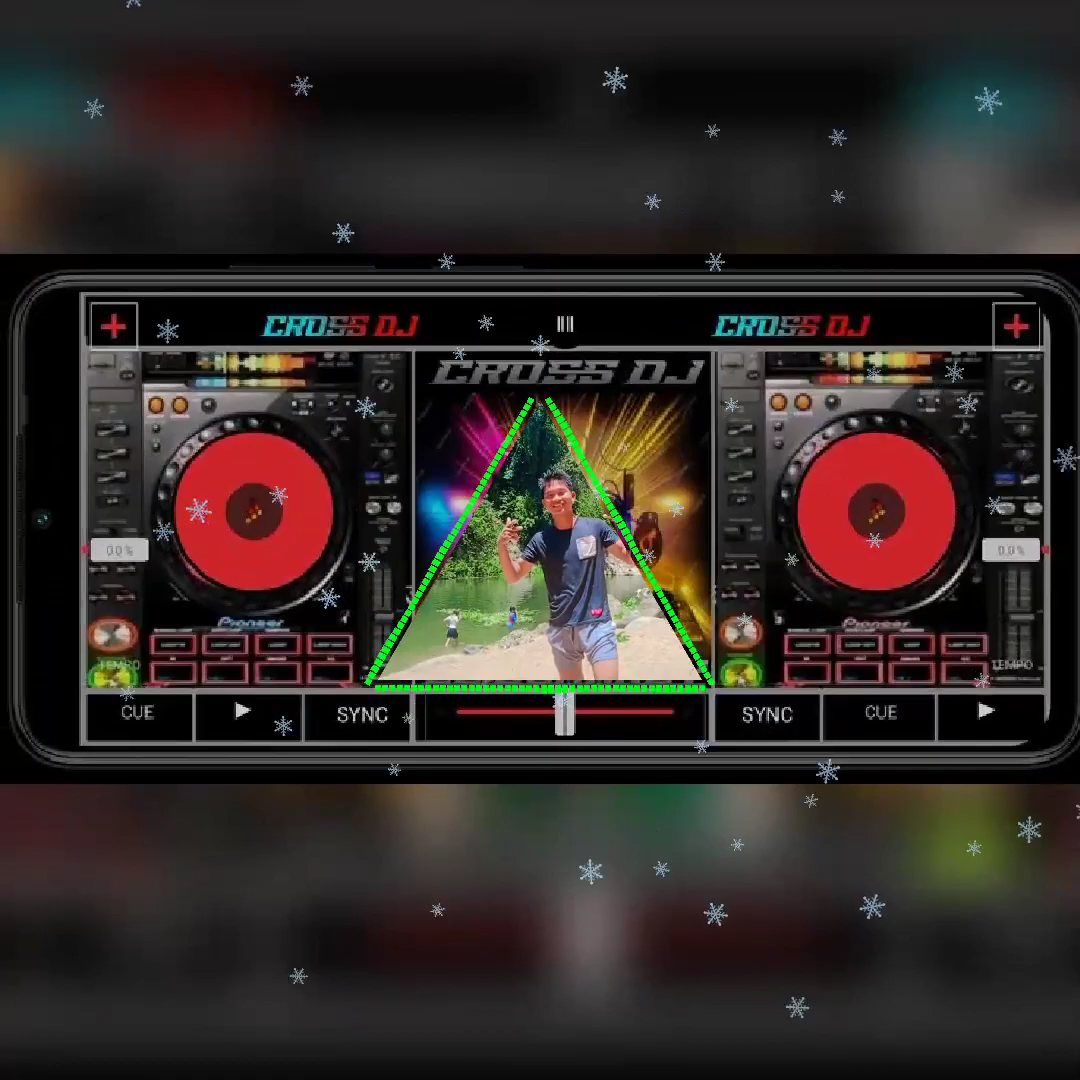 CROSS DJ
CROSS DJ
CROSS DJ
0.0%
0.0%
Pioneer
Pioneer
TEMPO
TEMPO
CUE
SYNC
SYNC
CUE